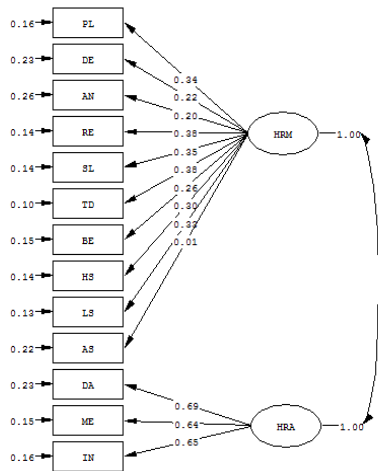 0.16 PL
0.23 DE
0.26 AN
0.14 RE
0.14 SL
0.10 TD
0.15 BE
0.14 HS
0.13 LS
0.22 AS
0.23 DA
0.15 ME
0.16 IN
0.34
0.22
0.20
0.38
0.35
0.38
0.26
0.30
0.33
0.01
HRM 1.00
0.69
0.64
0.65
HRA 1.00